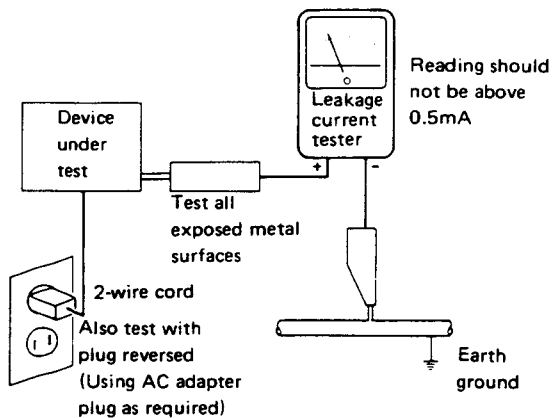 Leakage
current
tester
+ -
Reading should
not be above
0.5mA
Device
under
test
Test all
exposed metal
surfaces
2-wire cord
Also test with
plug reversed
(Using AC adapter
plug as required)
Earth
ground